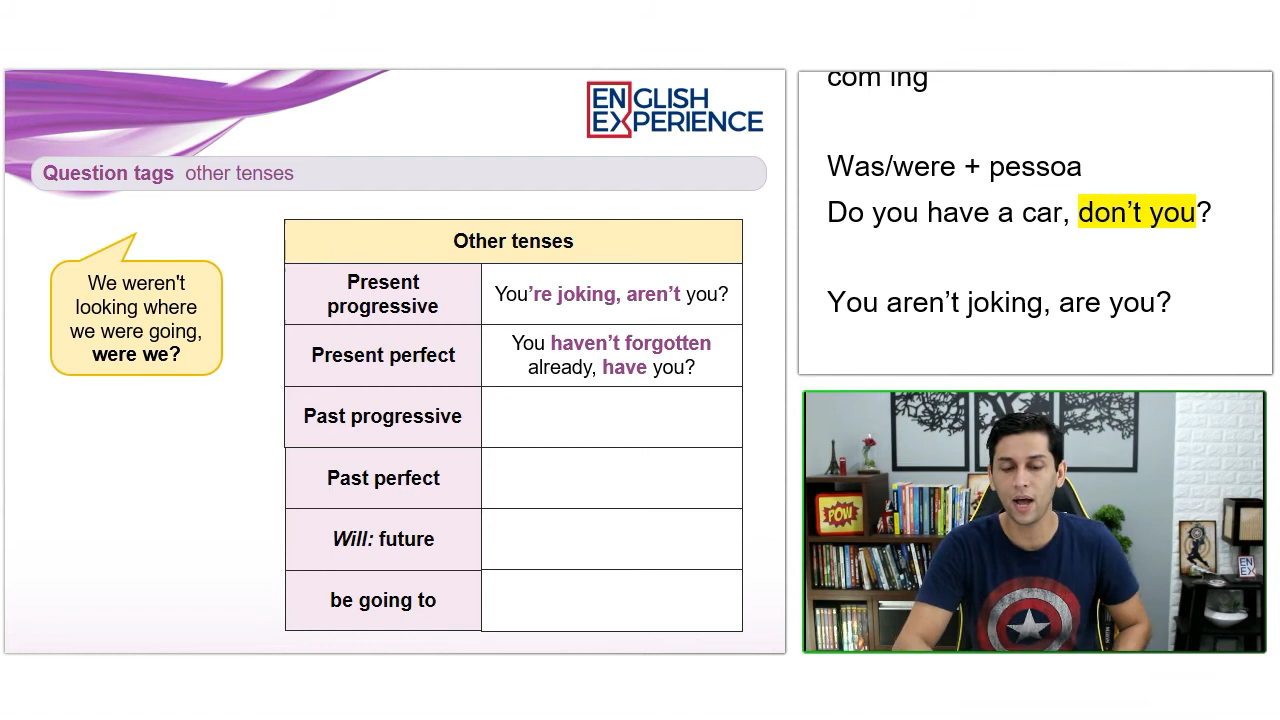 ENGLISH
EXPERIENCE
Question tags other tenses
We weren't
looking where
we were going,
were we?
Other tenses
Present
progressive
You're joking, aren't you?
Present perfect
You haven't forgotten
already, have you?
Past progressive
Past perfect
Will: future
be going to
com ing
Was/were + pessoa
Do you have a car, don't you?
You aren't joking, are you?
POW
EN
EX